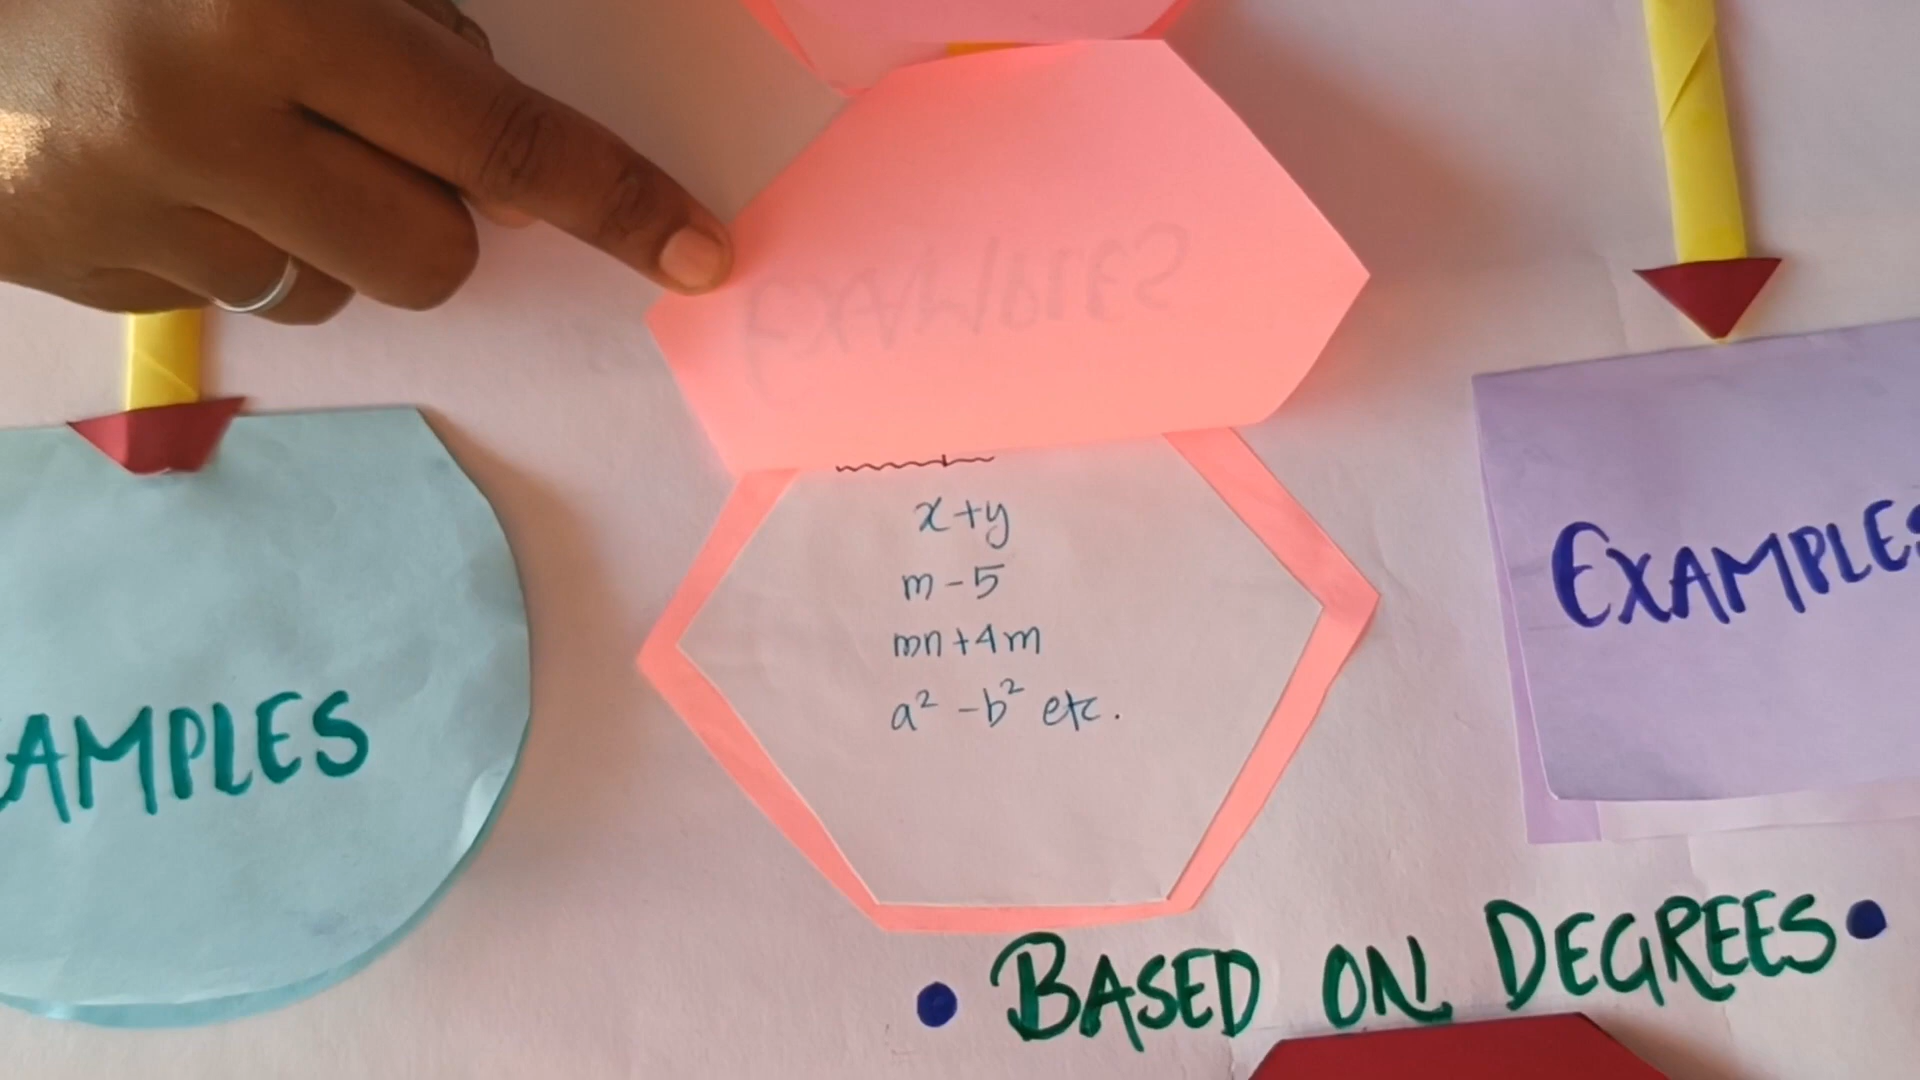 EXAMPLES
x+y
m-5
mn+4m
a² -b² etc.
AMPLES
EXAMPLES
• BASED ON DEGREES •